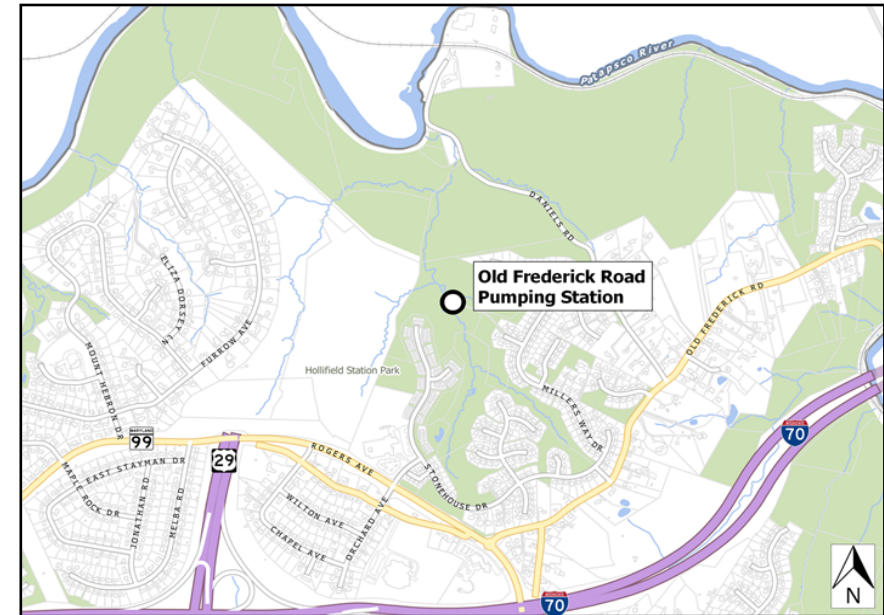 Patapsco River
DANIELS RD
Old Frederick Road
Pumping Station
OLD FREDERICK RD
ELIZA DORSEY LN
FURROW AVE
MOUNT HEBRON DR
Hollifield Station Park
MILLERS WAY DR
70
MARYLAND
99
29
ROGERS AVE
EAST STAYMAN DR
MAPLE ROCK DR
JONATHAN RD
MELBA RD
WILTON AVE
CHAPEL AVE
ORCHARD AVE
STONEHOUSE DR
70
N